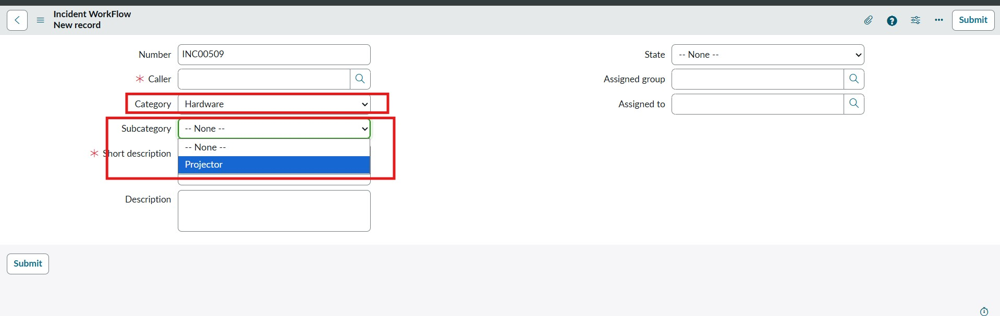 Incident WorkFlow
New record
Submit
Number INC00509
State -- None --
* Caller
Assigned group
Category Hardware
Assigned to
Subcategory -- None --
-- None --
* Short description
Projector
Description
Submit